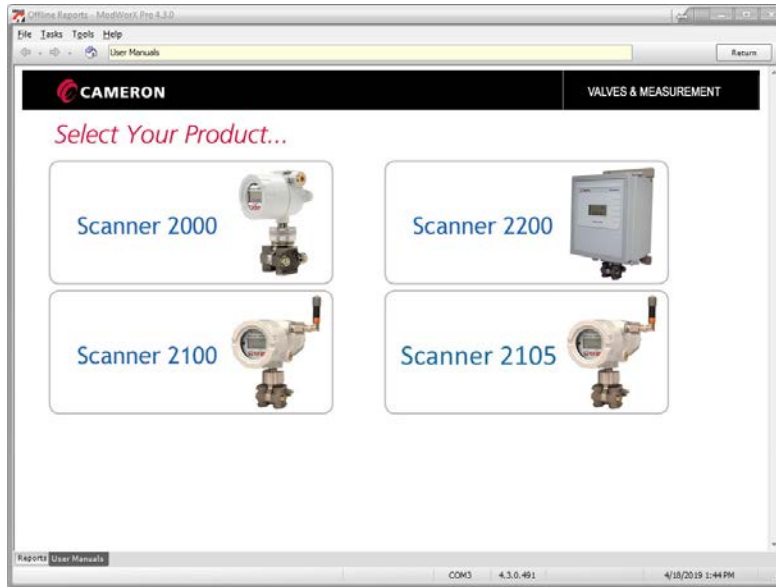 Offline Reports - ModWorX Pro 4.3.0
File Tasks Tools Help
User Manuals
Return
CAMERON
VALVES & MEASUREMENT
Select Your Product...
Scanner 2000
Scanner 2200
Scanner 2100
Scanner 2105
Reports User Manuals
COM3 4.3.0.491 4/18/2019 1:44 PM